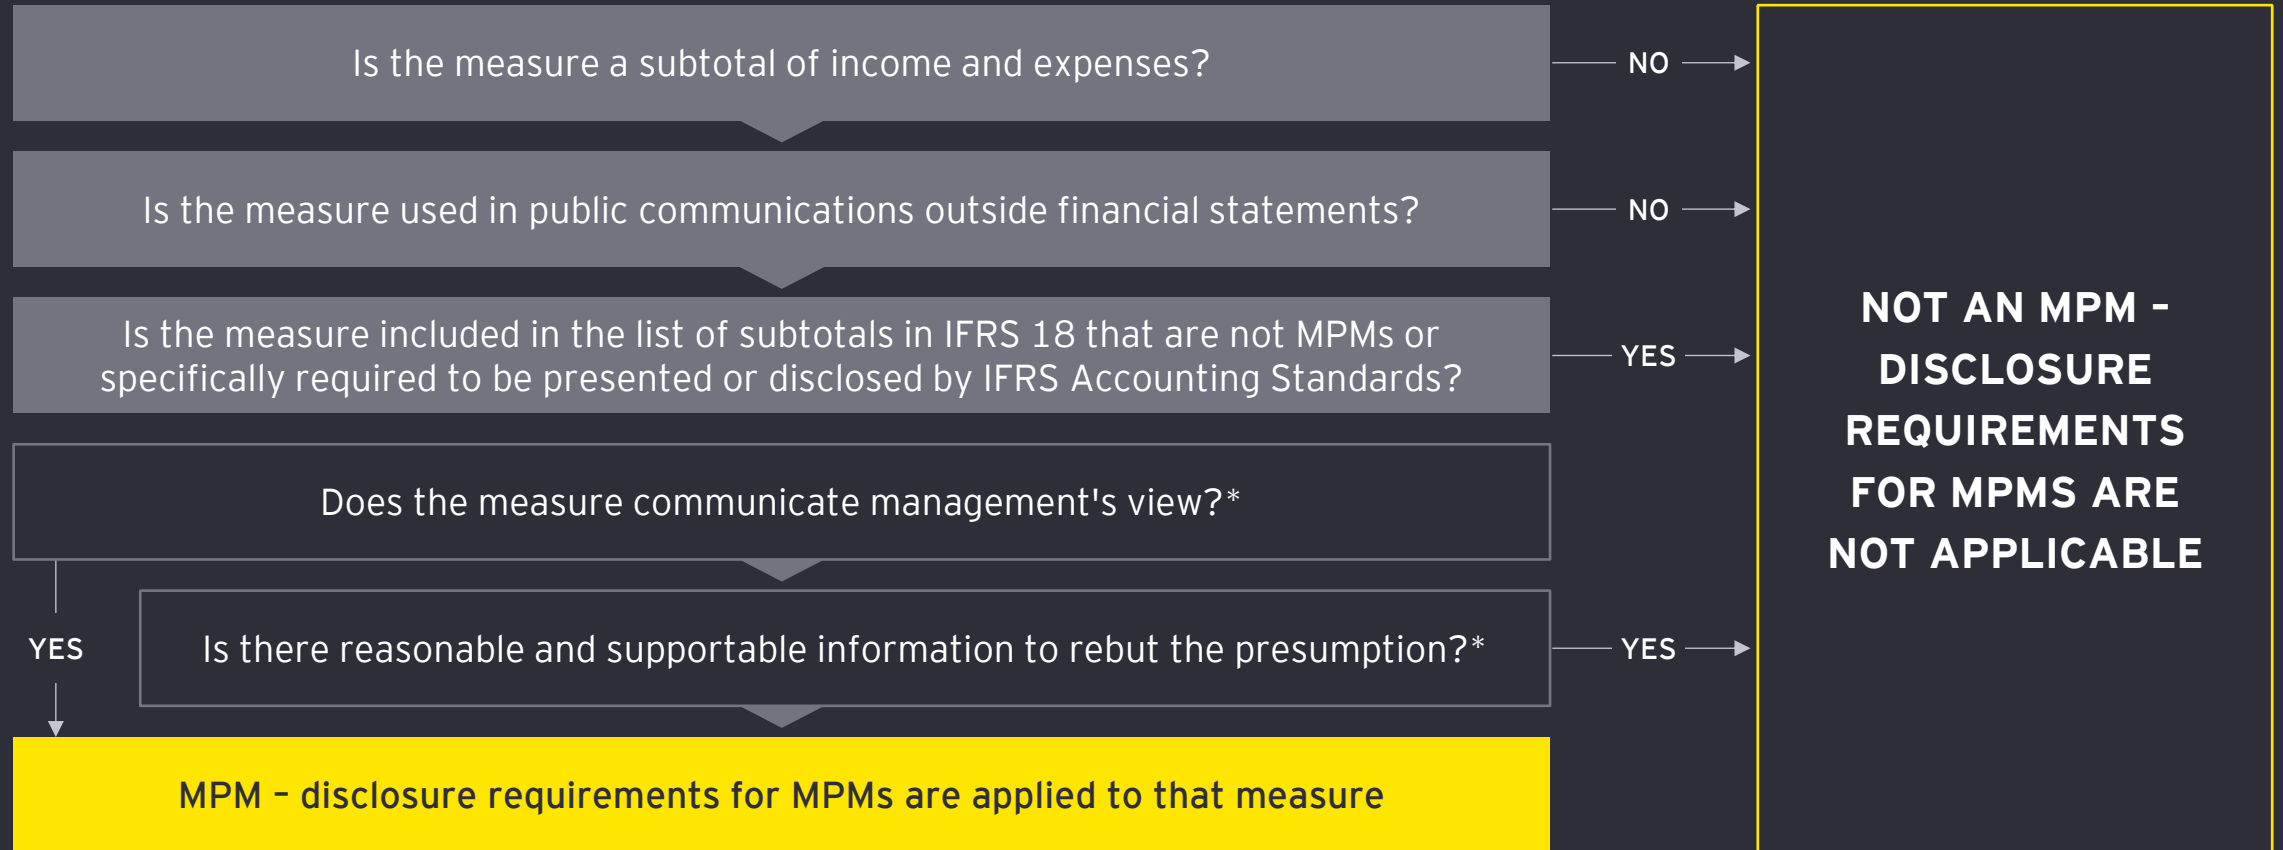 Is the measure a subtotal of income and expenses?
NO
Is the measure used in public communications outside financial statements?
NO
Is the measure included in the list of subtotals in IFRS 18 that are not MPMs or
specifically required to be presented or disclosed by IFRS Accounting Standards?
YES
Does the measure communicate management's view?*
YES
Is there reasonable and supportable information to rebut the presumption?*
YES
MPM – disclosure requirements for MPMs are applied to that measure
NOT AN MPM –
DISCLOSURE
REQUIREMENTS
FOR MPMS ARE
NOT APPLICABLE